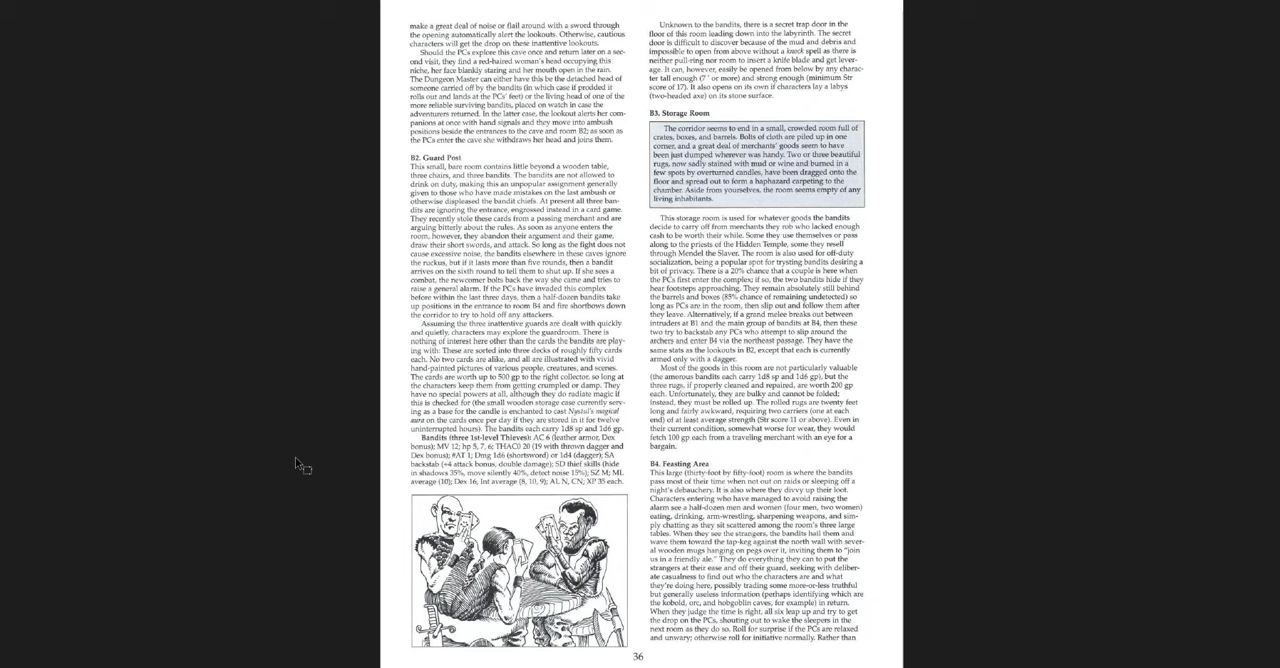 make a great deal of noise or flail around with a sword through
the opening automatically alert the lookouts. Otherwise, cautious
characters will get the drop on these inattentive lookouts.
Should the PCs explore this cave once and return later on a sec-
ond visit, they find a red-haired woman's head occupying this
niche, her face blankly staring and her mouth open in the rain.
The Dungeon Master can either have this be the detached head of
someone carried off by the bandits (in which case if prodded it
rolls out and lands at the PCs' feet) or the living head of one of the
more reliable surviving bandits, placed on watch in case the
adventurers returned. In the latter case, the lookout alerts her com-
panions at once with hand signals and they move into ambush
positions beside the entrances to the cave and room B2; as soon as
the PCs enter the cave she withdraws her head and joins them.
B2. Guard Post
This small, bare room contains little beyond a wooden table,
three chairs, and three bandits. The bandits are not allowed to
drink on duty, making this an unpopular assignment generally
given to those who have made mistakes on the last ambush or
otherwise displeased the bandit chiefs. At present all three ban-
dits are ignoring the entrance, engrossed instead in a card game.
They recently stole these cards from a passing merchant and are
arguing bitterly about the rules. As soon as anyone enters the
room, however, they abandon their argument and their game,
draw their short swords, and attack. So long as the fight does not
cause excessive noise, the bandits elsewhere in these caves ignore
the ruckus, but if it lasts more than five rounds, then a bandit
arrives on the sixth round to tell them to shut up. If she sees a
combat, the newcomer bolts back the way she came and tries to
raise a general alarm. If the PCs have invaded this complex
before within the last three days, then a half-dozen bandits take
up positions in the entrance to room B4 and fire shortbows down
the corridor to try to hold off any attackers.
Assuming the three inattentive guards are dealt with quickly
and quietly, characters may explore the guardroom. There is
nothing of interest here other than the cards the bandits are play-
ing with: These are sorted into three decks of roughly fifty cards
each. No two cards are alike, and all are illustrated with vivid
hand-painted pictures of various people, creatures, and scenes.
The cards are worth up to 500 gp to the right collector, so long at
the characters keep them from getting crumpled or damp. They
have no special powers at all, although they do radiate magic if
this is checked for (the small wooden storage case currently serv-
ing as a base for the candle is enchanted to cast Nystul's magical
aura on the cards once per day if they are stored in it for twelve
uninterrupted hours). The bandits each carry 1d8 sp and 1d6 gp.
Bandits (three 1st-level Thieves): AC 6 (leather armor, Dex
bonus); MV 12; hp 5, 7, 6; THAC0 20 (19 with thrown dagger and
Dex bonus); #AT 1; Dmg 1d6 (shortsword) or 1d4 (dagger); SA
backstab (+4 attack bonus, double damage); SD thief skills (hide
in shadows 35%, move silently 40%, detect noise 15%); SZ M; ML
average (10); Dex 16, Int average (8, 10, 9); AL N, CN; XP 35 each.
Unknown to the bandits, there is a secret trap door in the
floor of this room leading down into the labyrinth. The secret
door is difficult to discover because of the mud and debris and
impossible to open from above without a knock spell as there is
neither pull-ring nor room to insert a knife blade and get lever-
age. It can, however, easily be opened from below by any charac-
ter tall enough (7' or more) and strong enough (minimum Str
score of 17). It also opens on its own if characters lay a labys
(two-headed axe) on its stone surface.
B3. Storage Room
The corridor seems to end in a small, crowded room full of
crates, boxes, and barrels. Bolts of cloth are piled up in one
corner, and a great deal of merchants' goods seem to have
been just dumped wherever was handy. Two or three beautiful
rugs, now sadly stained with mud or wine and burned in a
few spots by overturned candles, have been dragged onto the
floor and spread out to form a haphazard carpeting to the
chamber. Aside from yourselves, the room seems empty of any
living inhabitants.
This storage room is used for whatever goods the bandits
decide to carry off from merchants they rob who lacked enough
cash to be worth their while. Some they use themselves or pass
along to the priests of the Hidden Temple, some they resell
through Mendel the Slaver. The room is also used for off-duty
socialization, being a popular spot for trysting bandits desiring a
bit of privacy. There is a 20% chance that a couple is here when
the PCs first enter the complex; if so, the two bandits hide if they
hear footsteps approaching. They remain absolutely still behind
the barrels and boxes (85% chance of remaining undetected) so
long as PCs are in the room, then slip out and follow them after
they leave. Alternatively, if a grand melee breaks out between
intruders at B1 and the main group of bandits at B4, then these
two try to backstab any PCs who attempt to slip around the
archers and enter B4 via the northeast passage. They have the
same stats as the lookouts in B2, except that each is currently
armed only with a dagger.
Most of the goods in this room are not particularly valuable
(the amorous bandits each carry 1d8 sp and 1d6 gp), but the
three rugs, if properly cleaned and repaired, are worth 200 gp
each. Unfortunately, they are bulky and cannot be folded;
instead, they must be rolled up. The rolled rugs are twenty feet
long and fairly awkward, requiring two carriers (one at each
end) of at least average strength (Str score 11 or above). Even in
their current condition, somewhat worse for wear, they would
fetch 100 gp each from a traveling merchant with an eye for a
bargain.
B4. Feasting Area
This large (thirty-foot by fifty-foot) room is where the bandits
pass most of their time when not out on raids or sleeping off a
night's debauchery. It is also where they divvy up their loot.
Characters entering who have managed to avoid raising the
alarm see a half-dozen men and women (four men, two women)
eating, drinking, arm-wrestling, sharpening weapons, and sim-
ply chatting as they sit scattered among the room's three large
tables. When they see the strangers, the bandits hail them and
wave them toward the tap-keg against the north wall with sever-
al wooden mugs hanging on pegs over it, inviting them to "join
us in a friendly ale." They do everything they can to put the
strangers at their ease and off their guard, seeking with deliber-
ate casualness to find out who the characters are and what
they're doing here, possibly trading some more-or-less truthful
but generally useless information (perhaps identifying which are
the kobold, orc, and hobgoblin caves, for example) in return.
When they judge the time is right, all six leap up and try to get
the drop on the PCs, shouting out to wake the sleepers in the
next room as they do so. Roll for surprise if the PCs are relaxed
and unwary; otherwise roll for initiative normally. Rather than
36